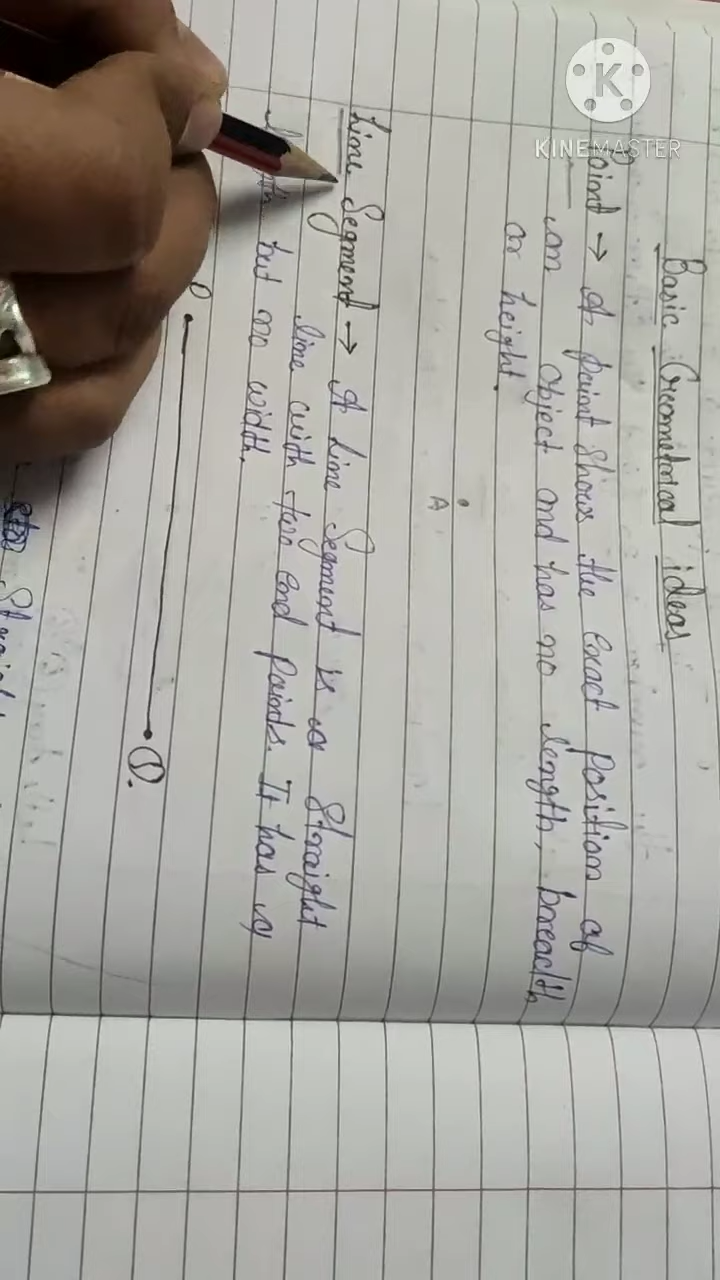 KINEMASTER
Basic Geometrical ideas
Point → A point shows the exact position of
an object and has no length, breadth
or height.
A
Line Segment → A line Segment is a Straight
line with two end points. It has a
but no width.
Q.